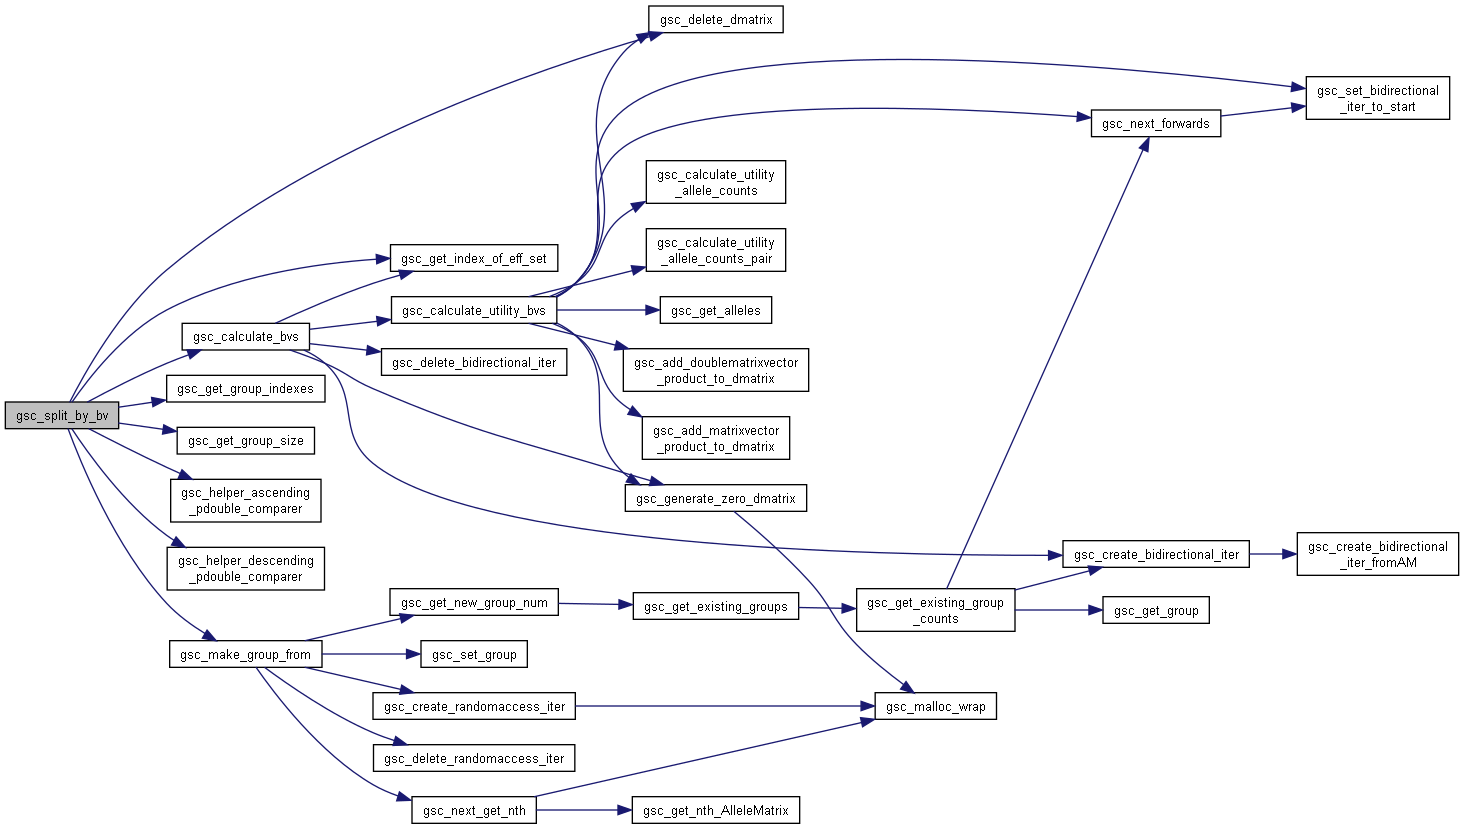 gsc_delete_dmatrix
gsc_set_bidirectional
_iter_to_start
gsc_next_forwards
gsc_calculate_utility
_allele_counts
gsc_calculate_utility
_allele_counts_pair
gsc_get_index_of_eff_set
gsc_calculate_utility_bvs
gsc_get_alleles
gsc_calculate_bvs
gsc_delete_bidirectional_iter
gsc_add_doublematrixvector
_product_to_dmatrix
gsc_get_group_indexes
gsc_split_by_bv
gsc_get_group_size
gsc_add_matrixvector
_product_to_dmatrix
gsc_helper_ascending
_pdouble_comparer
gsc_generate_zero_dmatrix
gsc_helper_descending
_pdouble_comparer
gsc_create_bidirectional_iter
gsc_create_bidirectional
_iter_fromAM
gsc_get_new_group_num
gsc_get_existing_groups
gsc_get_existing_group
_counts
gsc_get_group
gsc_make_group_from
gsc_set_group
gsc_create_randomaccess_iter
gsc_malloc_wrap
gsc_delete_randomaccess_iter
gsc_next_get_nth
gsc_get_nth_AlleleMatrix